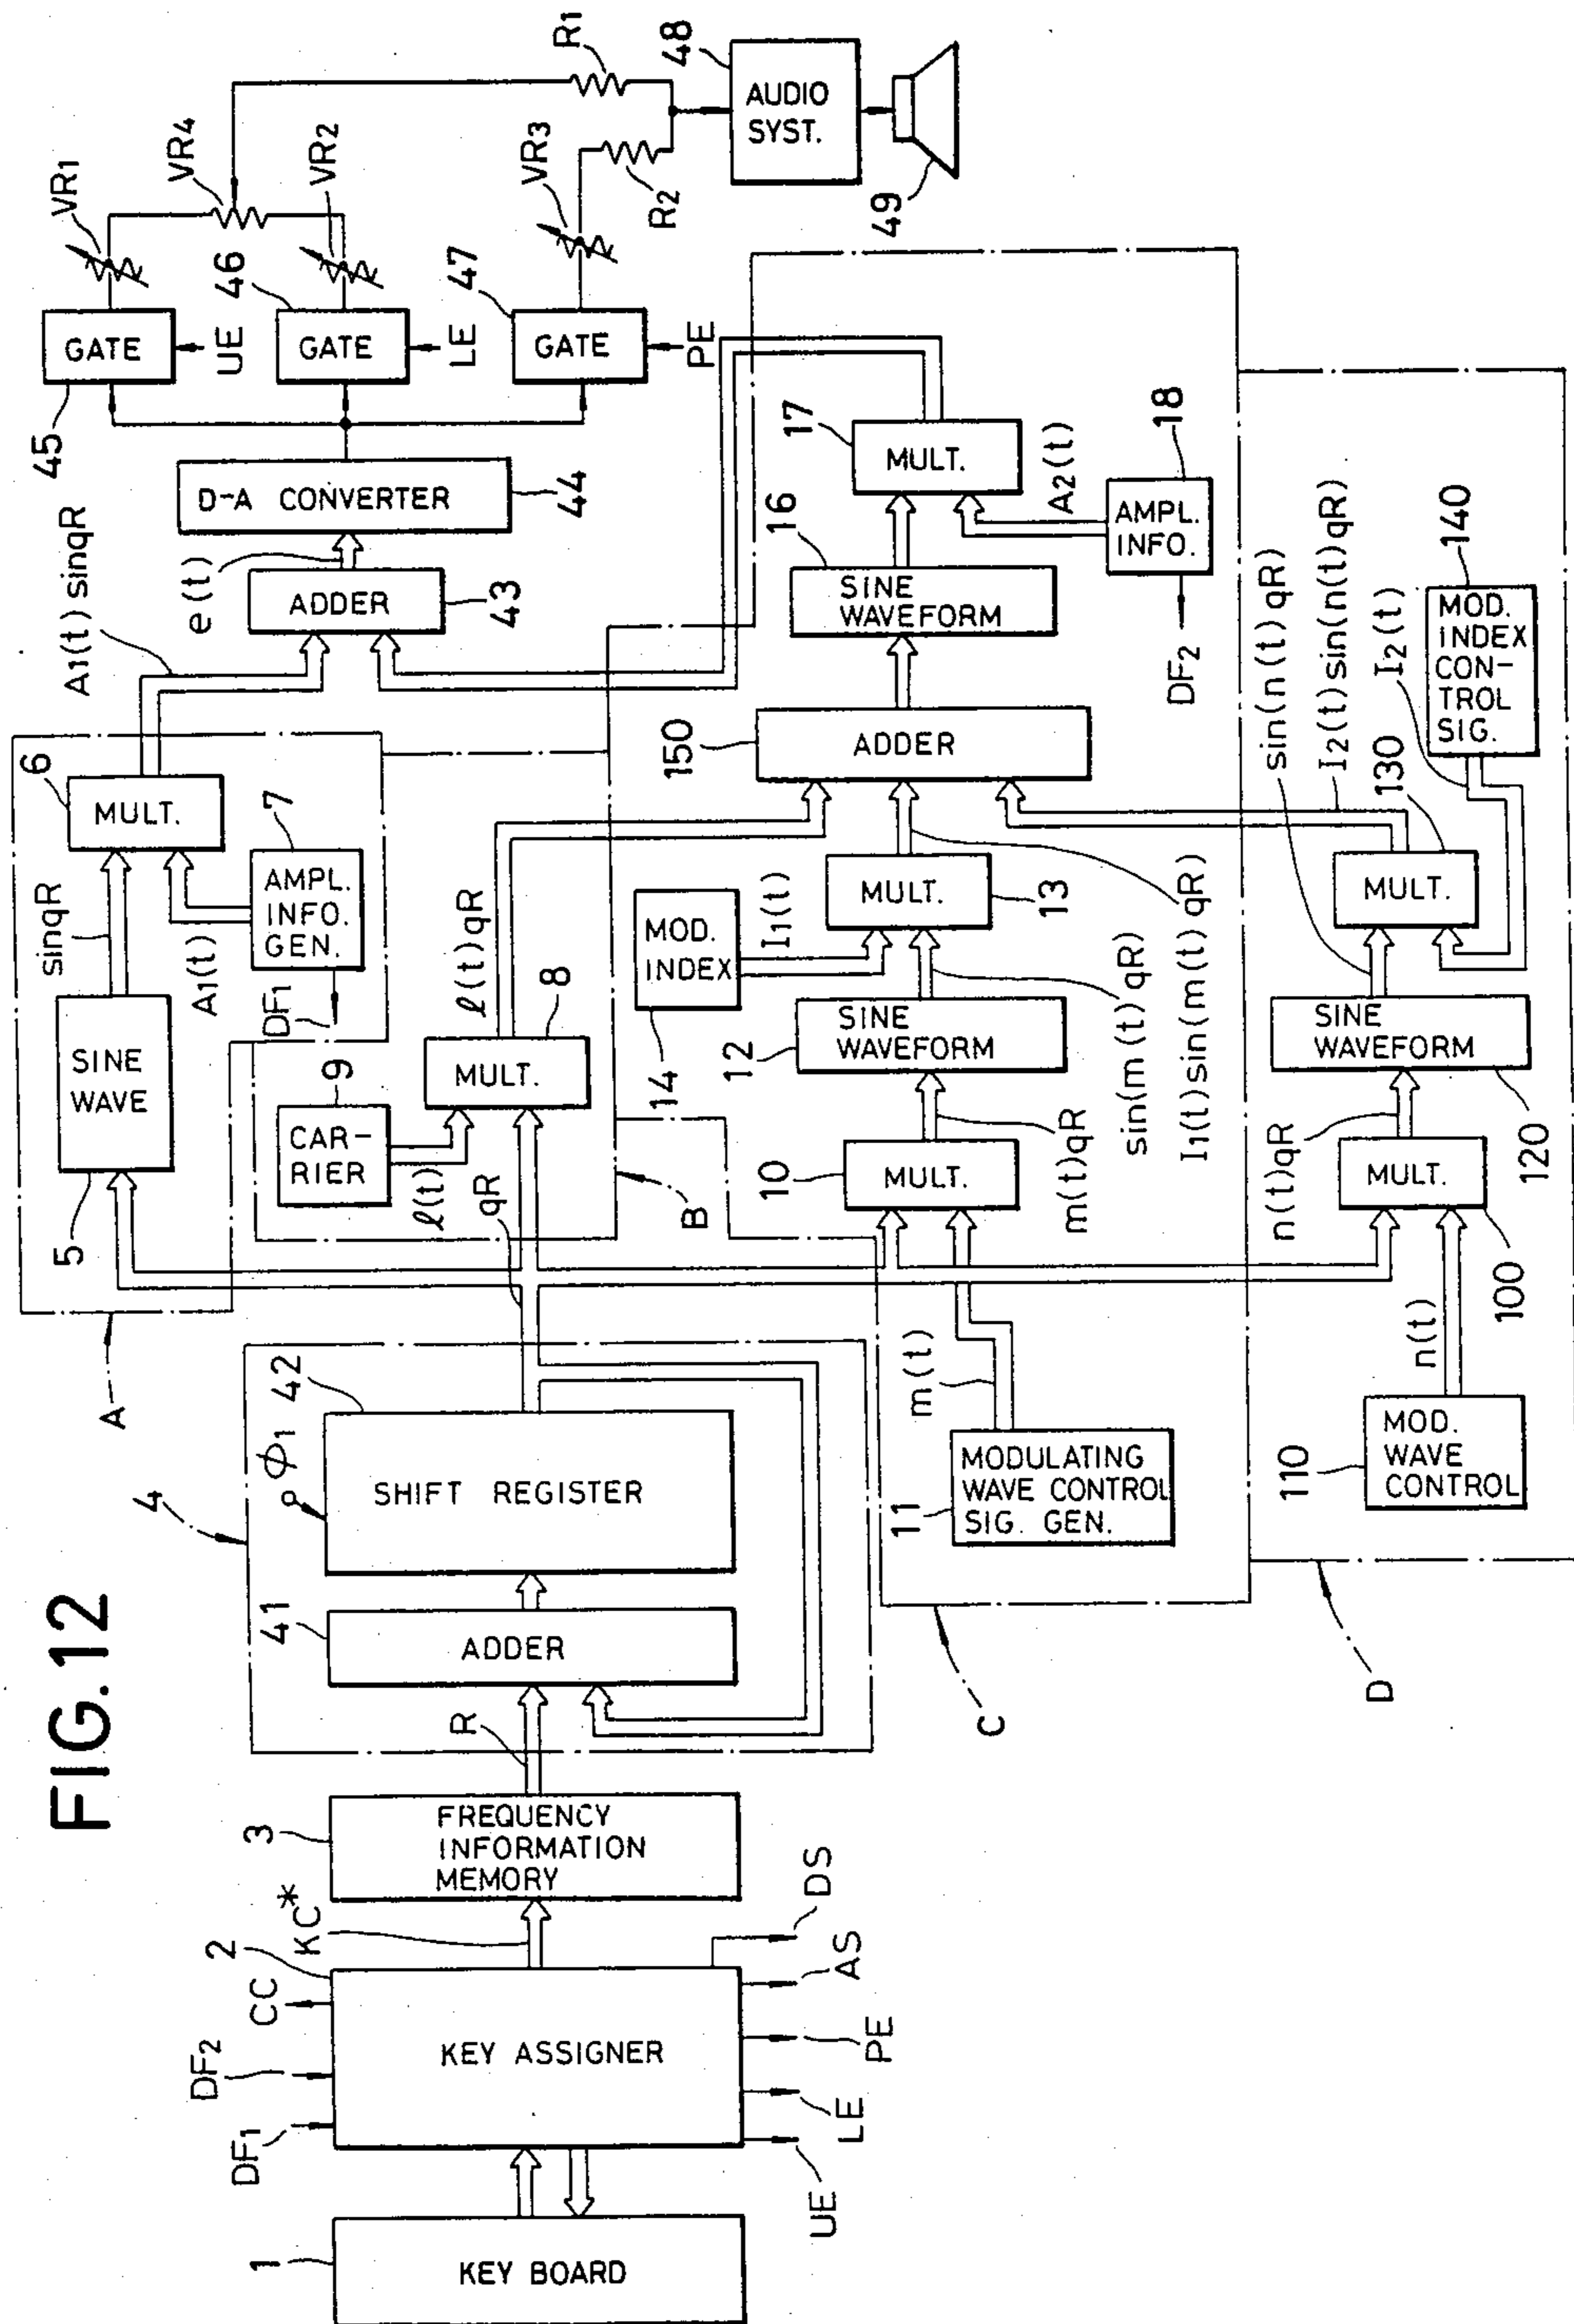 FIG.12
1
KEY BOARD
2
KEY ASSIGNER
DF1
DF2
CC
UE
LE
PE
AS
DS
KC*
3
FREQUENCY
INFORMATION
MEMORY
R
4
41
ADDER
42
φ1
SHIFT REGISTER
qR
A
5
SINE
WAVE
sinqR
6
MULT.
7
AMPL.
INFO.
GEN.
A1(t)
DF1
A1(t) sinqR
9
CAR-
RIER
ℓ(t)
8
MULT.
ℓ(t)qR
B
11
MODULATING
WAVE CONTROL
SIG. GEN.
m(t)
10
MULT.
m(t)qR
12
SINE
WAVEFORM
sin(m(t)qR)
14
MOD.
INDEX
I1(t)
13
MULT.
I1(t)sin(m(t)qR)
150
ADDER
16
SINE
WAVEFORM
17
MULT.
A2(t)
18
AMPL.
INFO.
DF2
C
110
MOD.
WAVE
CONTROL
n(t)
100
MULT.
n(t)qR
120
SINE
WAVEFORM
sin(n(t)qR)
130
MULT.
I2(t)sin(n(t)qR)
140
MOD.
INDEX
CON-
TROL
SIG.
I2(t)
D
43
ADDER
e(t)
44
D-A CONVERTER
45
GATE
UE
46
GATE
LE
47
GATE
PE
VR1
VR4
VR2
VR3
R1
R2
48
AUDIO
SYST.
49